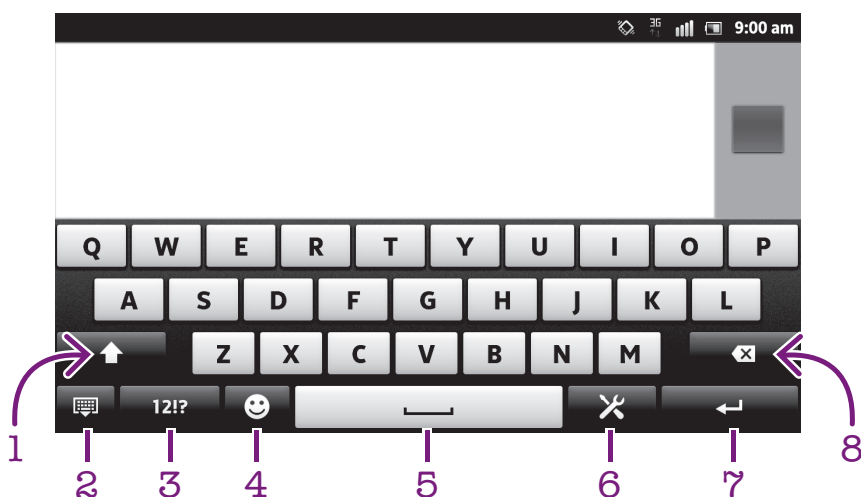 3G 9:00 am
Q W E R T Y U I O P
A S D F G H J K L
Z X C V B N M
12!?
1 2 3 4 5 6 7 8